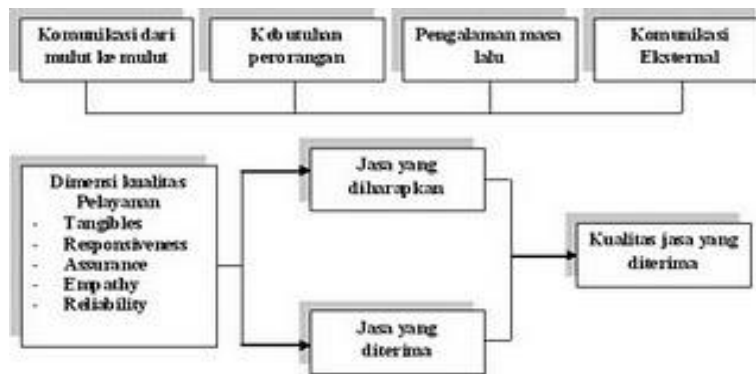 Komunikasi dari
mulut ke mulut
Kebutuhan
perorangan
Pengalaman masa
lalu
Komunikasi
Eksternal
Dimensi kualitas
Pelayanan
- Tangibles
- Responsiveness
- Assurance
- Empathy
- Reliability
Jasa yang
diharapkan
Jasa yang
diterima
Kualitas jasa yang
diterima